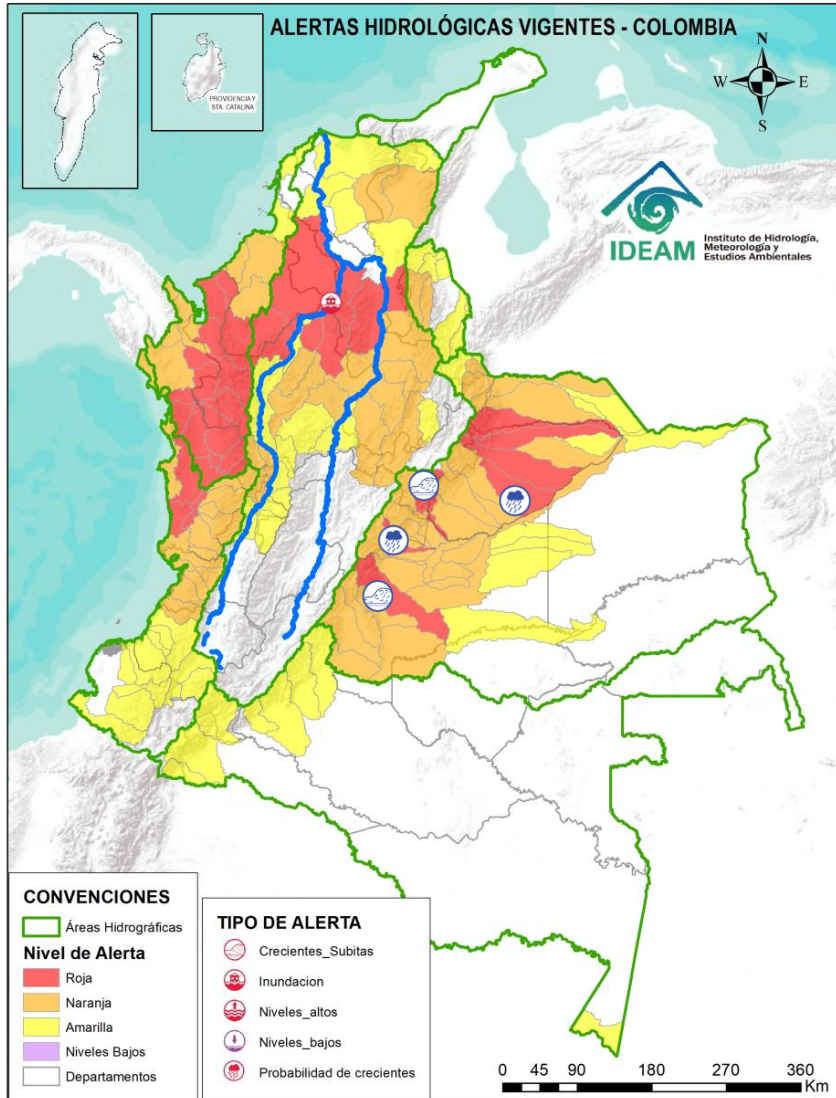 ALERTAS HIDROLÓGICAS VIGENTES - COLOMBIA
PROVIDENCIA Y
STA. CATALINA
N
W
E
S
IDEAM
Instituto de Hidrología,
Meteorología y
Estudios Ambientales
CONVENCIONES
Áreas Hidrográficas
Nivel de Alerta
Roja
Naranja
Amarilla
Niveles Bajos
Departamentos
TIPO DE ALERTA
Crecientes_Subitas
Inundacion
Niveles_altos
Niveles_bajos
Probabilidad de crecientes
0 45 90 180 270 360
Km